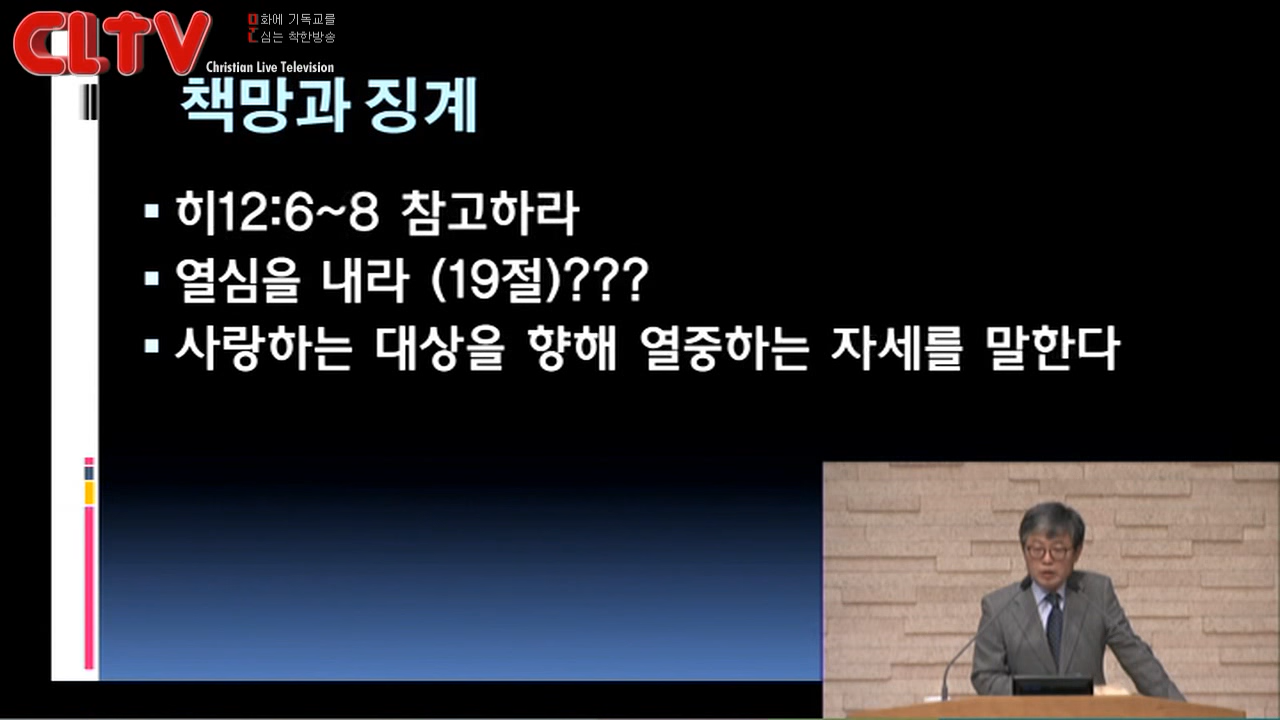 CLTV
문화에 기독교를
심는 착한방송
Christian Live Television
책망과 징계
▪ 히12:6~8 참고하라
▪ 열심을 내라 (19절)???
▪ 사랑하는 대상을 향해 열중하는 자세를 말한다